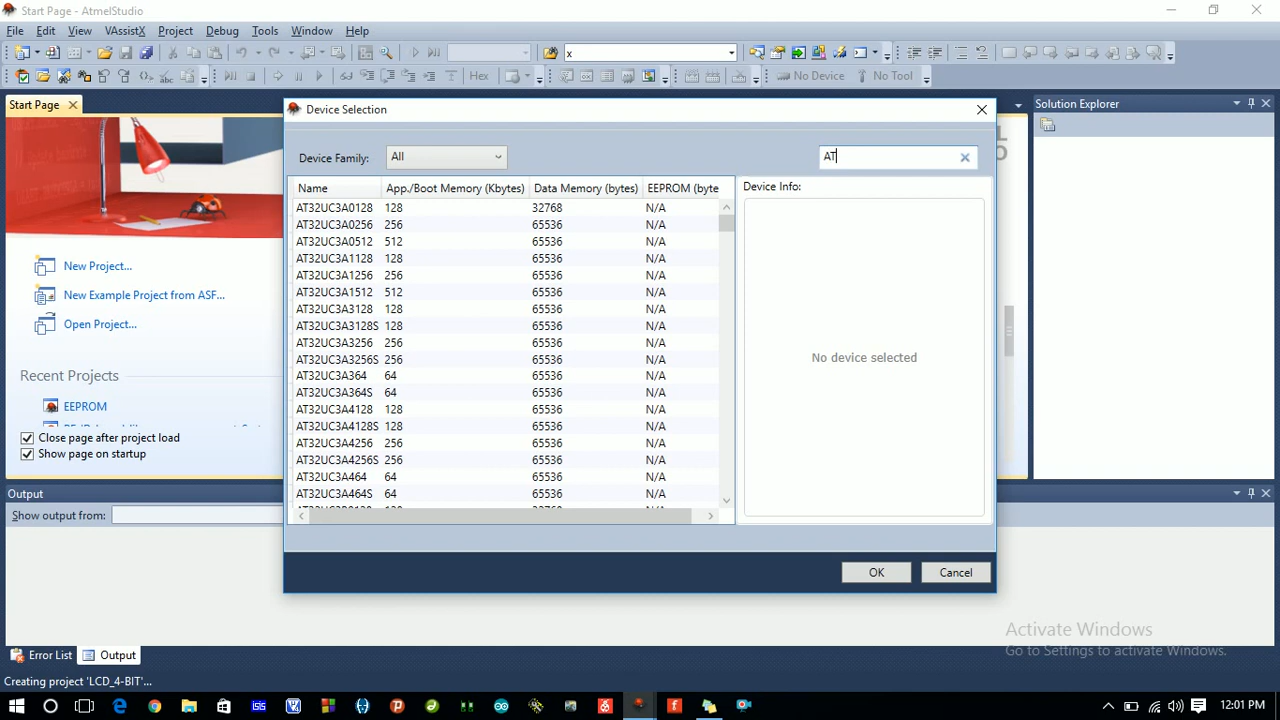 Start Page - AtmelStudio
File Edit View VAssistX Project Debug Tools Window Help
x
Hex No Device No Tool
Start Page
Solution Explorer
L
O
Device Selection
Device Family: All AT
Name App./Boot Memory (Kbytes) Data Memory (bytes) EEPROM (byte
AT32UC3A0128 128 32768 N/A
AT32UC3A0256 256 65536 N/A
AT32UC3A0512 512 65536 N/A
AT32UC3A1128 128 65536 N/A
AT32UC3A1256 256 65536 N/A
AT32UC3A1512 512 65536 N/A
AT32UC3A3128 128 65536 N/A
AT32UC3A3128S 128 65536 N/A
AT32UC3A3256 256 65536 N/A
AT32UC3A3256S 256 65536 N/A
AT32UC3A364 64 65536 N/A
AT32UC3A364S 64 65536 N/A
AT32UC3A4128 128 65536 N/A
AT32UC3A4128S 128 65536 N/A
AT32UC3A4256 256 65536 N/A
AT32UC3A4256S 256 65536 N/A
AT32UC3A464 64 65536 N/A
AT32UC3A464S 64 65536 N/A
Device Info:
No device selected
OK Cancel
New Project...
New Example Project from ASF...
Open Project...
Recent Projects
EEPROM
Close page after project load
Show page on startup
Output
Show output from:
Error List Output
Activate Windows
Go to Settings to activate Windows.
Creating project 'LCD_4-BIT'...
12:01 PM